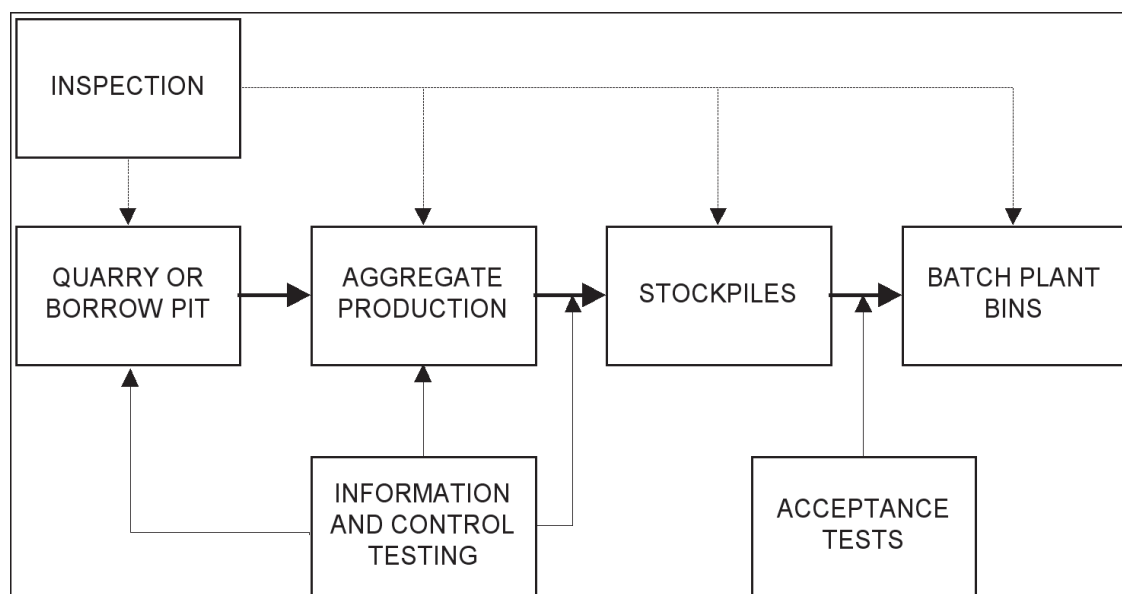 INSPECTION
QUARRY OR
BORROW PIT
AGGREGATE
PRODUCTION
STOCKPILES
BATCH PLANT
BINS
INFORMATION
AND CONTROL
TESTING
ACCEPTANCE
TESTS